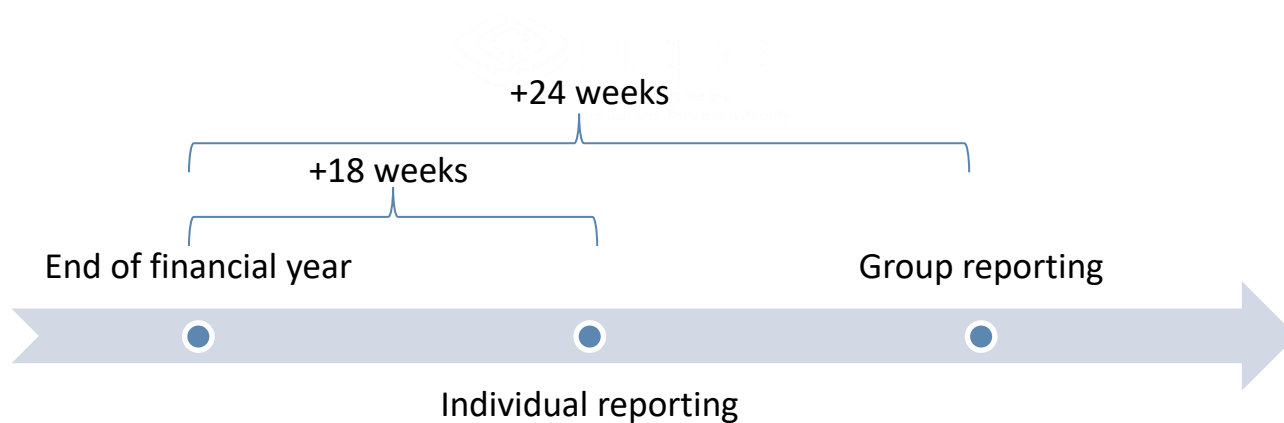 +24 weeks
+18 weeks
End of financial year
Group reporting
Individual reporting